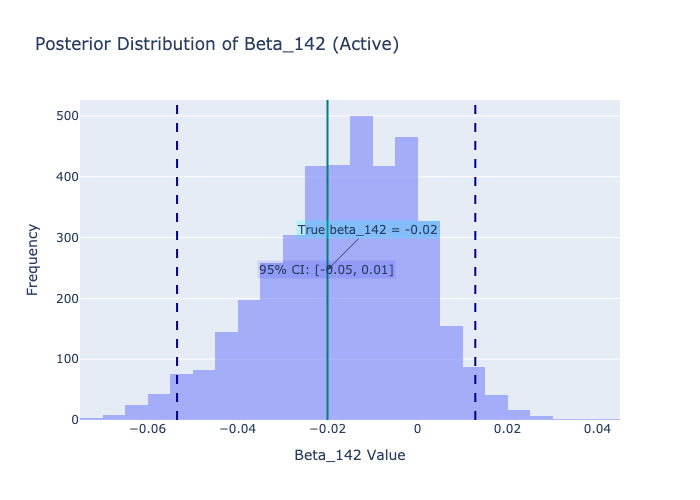 Posterior Distribution of Beta_142 (Active)
500
400
300
200
100
0
Frequency
True beta_142 = -0.02
95% CI: [-0.05, 0.01]
−0.06
−0.04
−0.02
0
0.02
0.04
Beta_142 Value